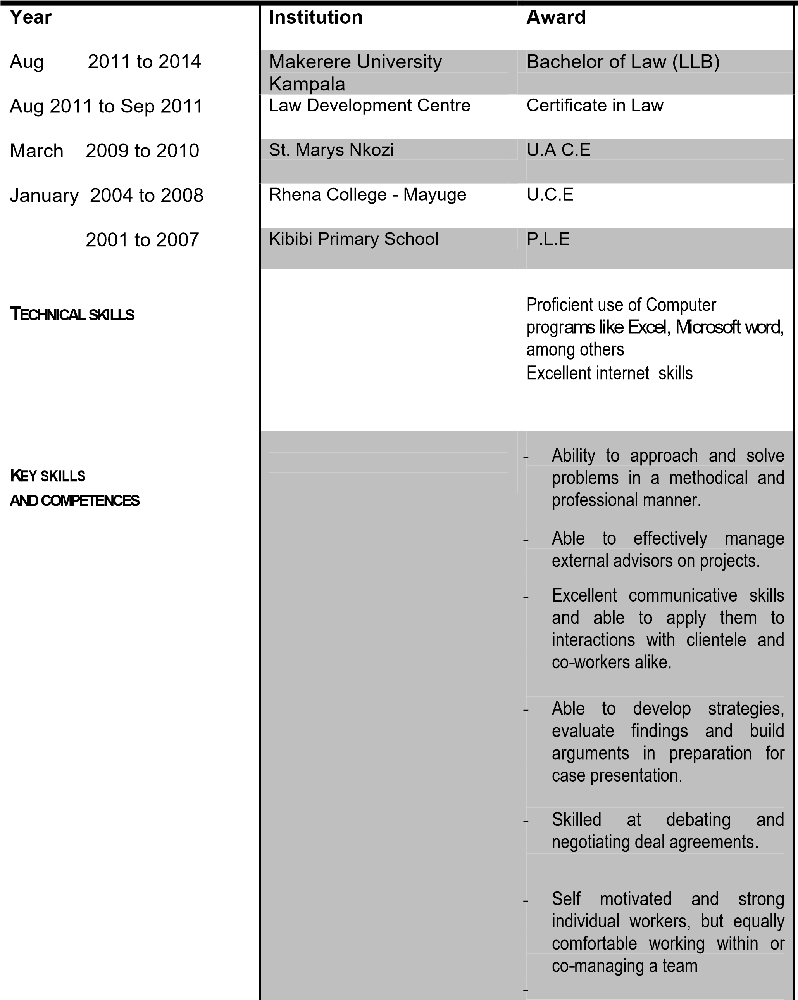 Year Institution Award
Aug 2011 to 2014 Makerere University Bachelor of Law (LLB)
Kampala
Aug 2011 to Sep 2011 Law Development Centre Certificate in Law
March 2009 to 2010 St. Marys Nkozi U.A C.E
January 2004 to 2008 Rhena College - Mayuge U.C.E
2001 to 2007 Kibibi Primary School P.L.E
TECHNICAL SKILLS
Proficient use of Computer
programs like Excel, Microsoft word,
among others
Excellent internet skills
KEY SKILLS
AND COMPETENCES
- Ability to approach and solve
problems in a methodical and
professional manner.
- Able to effectively manage
external advisors on projects.
- Excellent communicative skills
and able to apply them to
interactions with clientele and
co-workers alike.
- Able to develop strategies,
evaluate findings and build
arguments in preparation for
case presentation.
- Skilled at debating and
negotiating deal agreements.
- Self motivated and strong
individual workers, but equally
comfortable working within or
co-managing a team
-